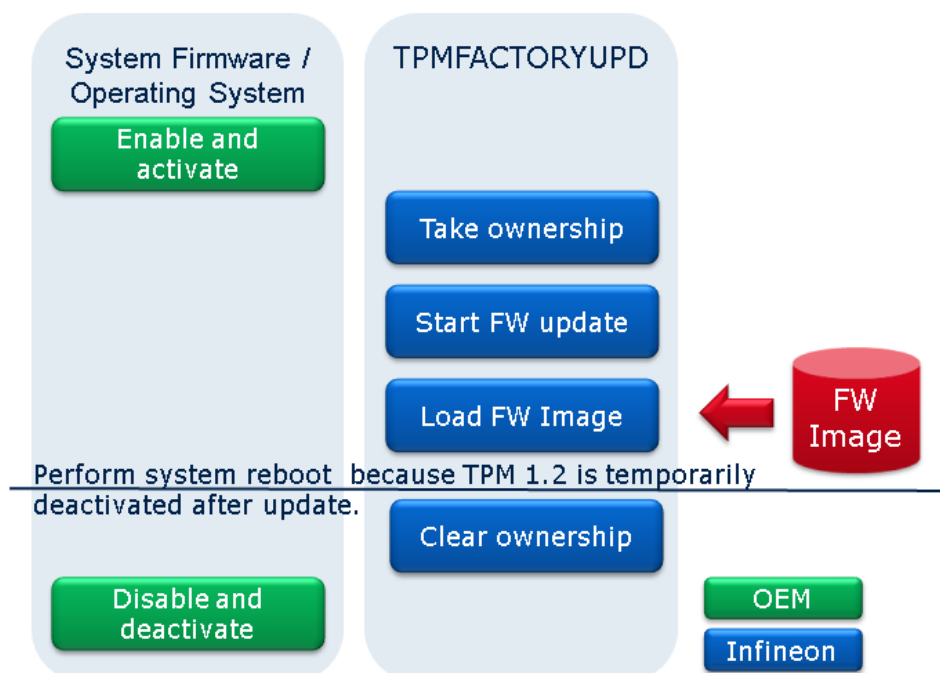 System Firmware /
Operating System
TPMFACTORYUPD
Enable and
activate
Take ownership
Start FW update
Load FW Image
FW
Image
Perform system reboot  because TPM 1.2 is temporarily
deactivated after update.
Clear ownership
Disable and
deactivate
OEM
Infineon